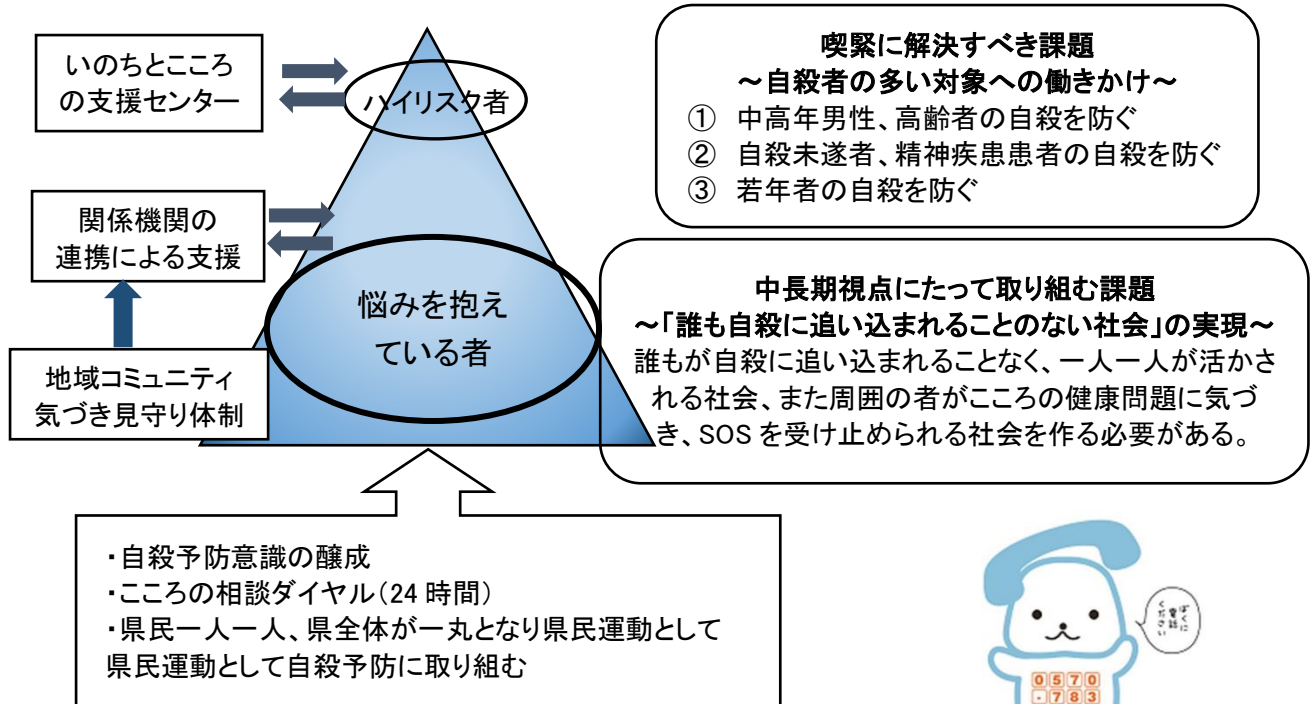 いのちとこころ
の支援センター
ハイリスク者
喫緊に解決すべき課題
～自殺者の多い対象への働きかけ～
① 中高年男性、高齢者の自殺を防ぐ
② 自殺未遂者、精神疾患患者の自殺を防ぐ
③ 若年者の自殺を防ぐ
関係機関の
連携による支援
悩みを抱え
ている者
地域コミュニティ
気づき見守り体制
中長期視点にたって取り組む課題
～「誰も自殺に追い込まれることのない社会」の実現～
誰もが自殺に追い込まれることなく、一人一人が活かさ
れる社会、また周囲の者がこころの健康問題に気づ
き、SOS を受け止められる社会を作る必要がある。
・自殺予防意識の醸成
・こころの相談ダイヤル（24 時間）
・県民一人一人、県全体が一丸となり県民運動として
県民運動として自殺予防に取り組む
ぼくに
電話
ください
0570
-783